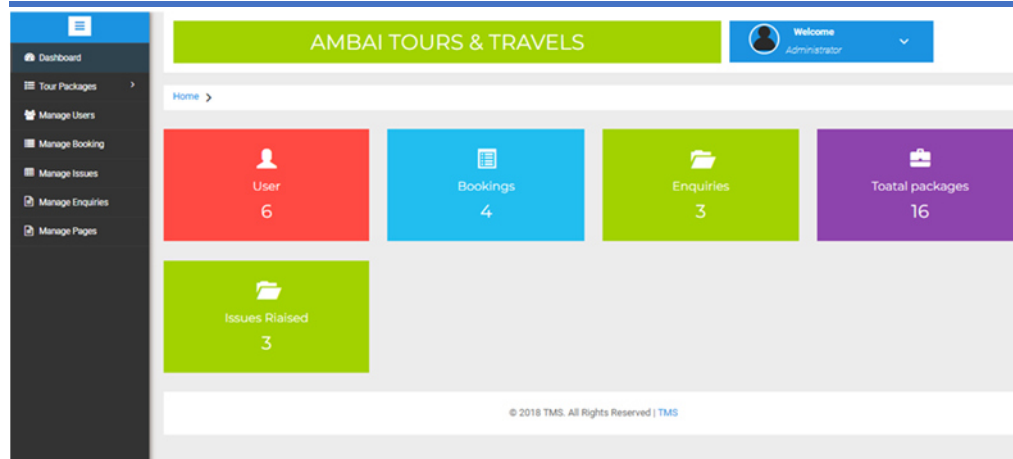 Dashboard
Tour Packages
Manage Users
Manage Booking
Manage Issues
Manage Enquiries
Manage Pages
AMBAI TOURS & TRAVELS
Welcome
Administrator
Home
User
6
Bookings
4
Enquiries
3
Toatal packages
16
Issues Riaised
3
© 2018 TMS. All Rights Reserved | TMS